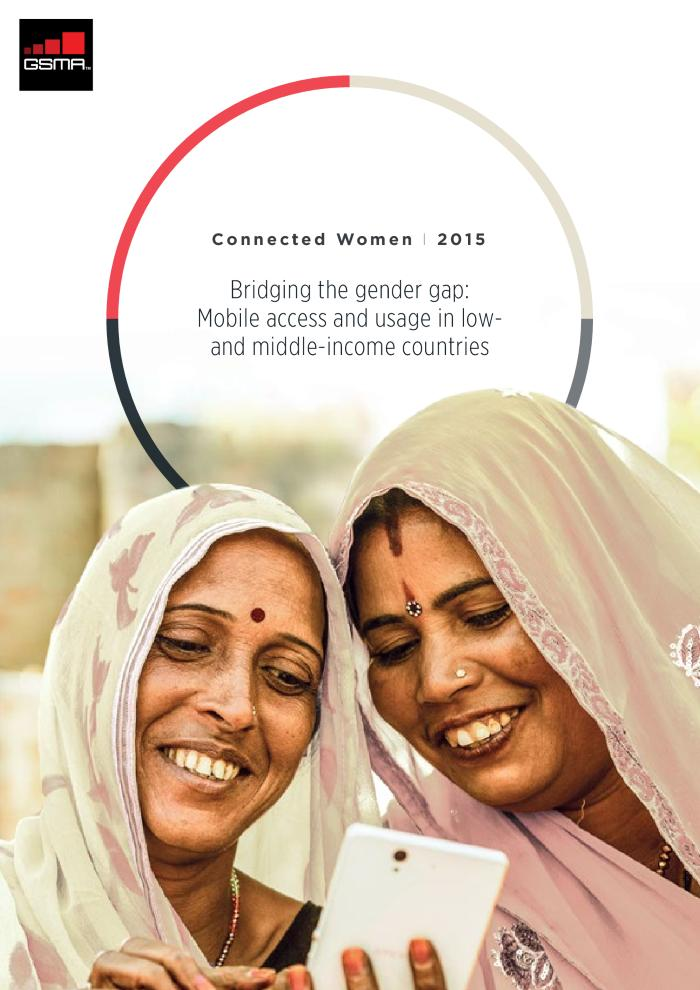 GSMA
Connected Women | 2015
Bridging the gender gap:
Mobile access and usage in low-
and middle-income countries